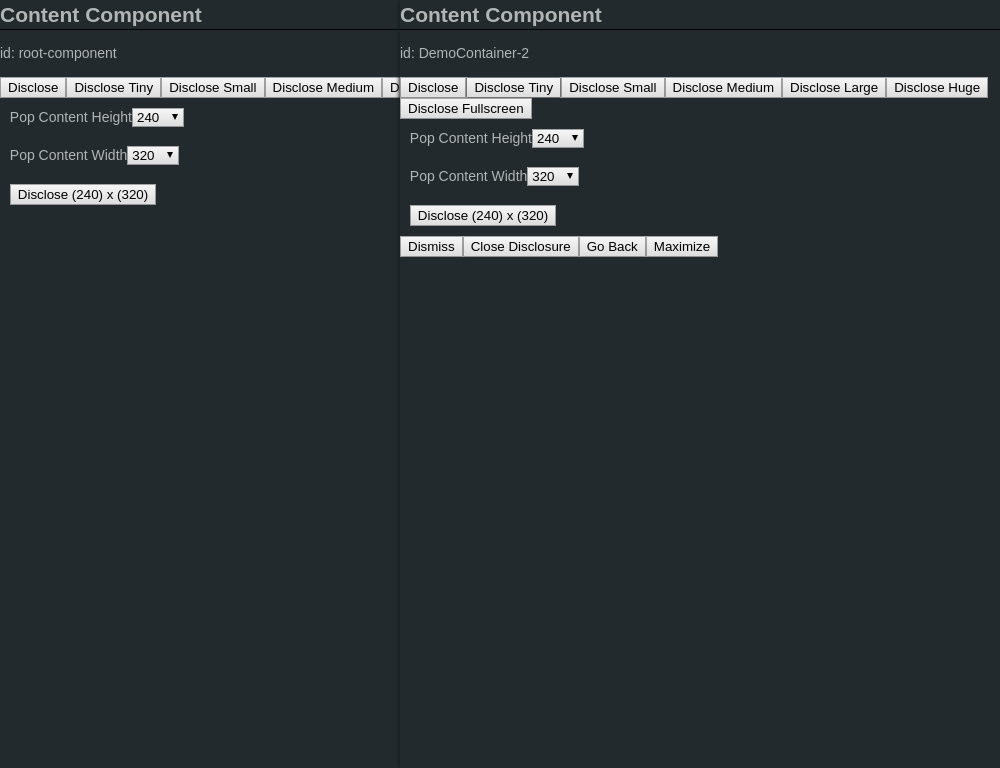 Content Component
id: root-component
Disclose Disclose Tiny Disclose Small Disclose Medium D
Pop Content Height 240
Pop Content Width 320
Disclose (240) x (320)
Content Component
id: DemoContainer-2
Disclose Disclose Tiny Disclose Small Disclose Medium Disclose Large Disclose Huge
Disclose Fullscreen
Pop Content Height 240
Pop Content Width 320
Disclose (240) x (320)
Dismiss Close Disclosure Go Back Maximize